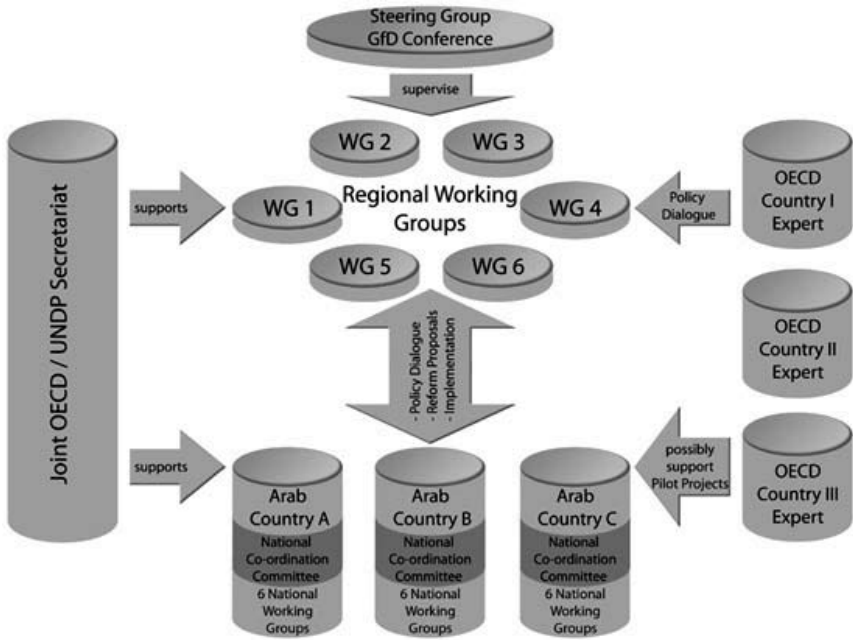 Steering Group
GfD Conference
supervise
WG 2
WG 3
WG 1
Regional Working
Groups
WG 4
WG 5
WG 6
Joint OECD / UNDP Secretariat
supports
supports
Policy
Dialogue
OECD
Country I
Expert
OECD
Country II
Expert
OECD
Country III
Expert
- Policy Dialogue
- Reform Proposals
- Implementation
possibly
support
Pilot Projects
Arab
Country A
National
Co-ordination
Committee
6 National
Working
Groups
Arab
Country B
National
Co-ordination
Committee
6 National
Working
Groups
Arab
Country C
National
Co-ordination
Committee
6 National
Working
Groups